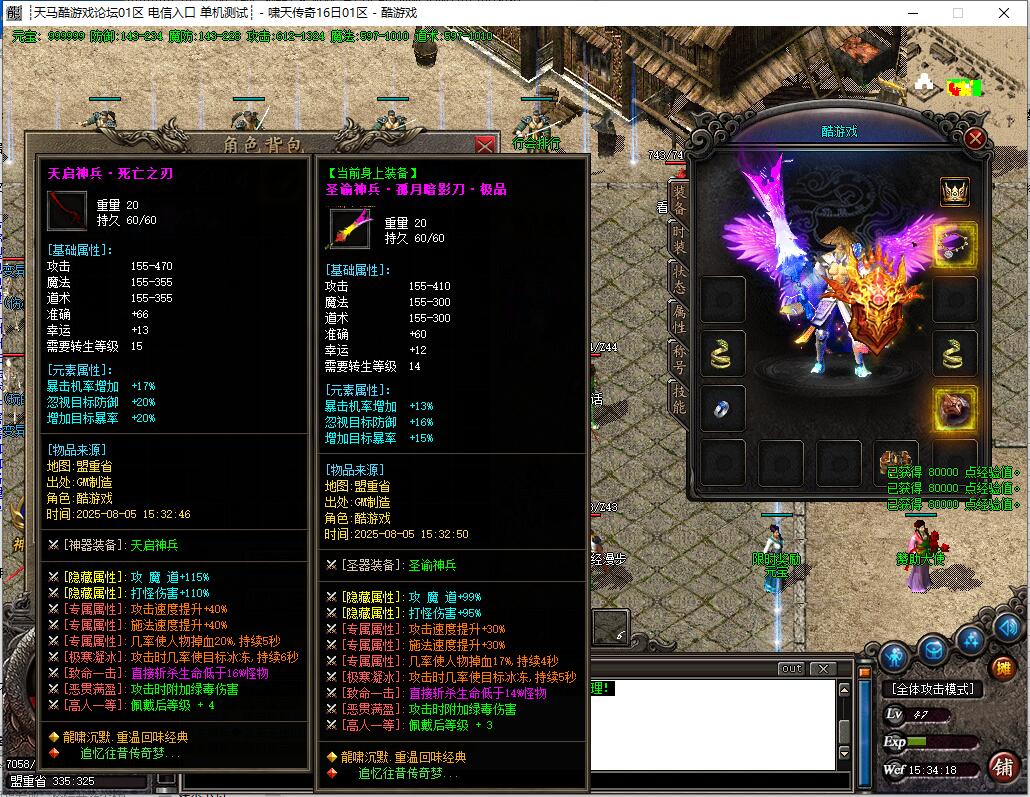 天马酷游戏论坛01区 电信入口 单机测试 - 啸天传奇16日01区 - 酷游戏
元宝: 999999 防御:143-234 魔防:143-228 攻击:612-1324 魔法:597-1010 道术:597-1010
角色背包
行会排行
天启神兵·死亡之刃
重量 20
持久 60/60
[基础属性]:
攻击 155-470
魔法 155-355
道术 155-355
准确 +66
幸运 +13
需要转生等级 15
[元素属性]:
暴击机率增加 +17%
忽视目标防御 +20%
增加目标暴率 +20%
[物品来源]
地图:盟重省
出处:GM制造
角色:酷游戏
时间:2025-08-05 15:32:46
[神器装备]:天启神兵
[隐藏属性]:攻 魔 道+115%
[隐藏属性]:打怪伤害+110%
[专属属性]:攻击速度提升+40%
[专属属性]:施法速度提升+40%
[专属属性]:几率使人物掉血20%,持续5秒
[极寒凝冰]:攻击时几率使目标冰冻,持续6秒
[致命一击]:直接斩杀生命低于16%怪物
[恶贯满盈]:攻击时附加绿毒伤害
[高人一等]:佩戴后等级 + 4
龍啸沉默.重温回味经典
追忆往昔传奇梦...
【当前身上装备】
圣谕神兵·孤月暗影刀·极品
重量 20
持久 60/60
[基础属性]:
攻击 155-410
魔法 155-300
道术 155-300
准确 +60
幸运 +12
需要转生等级 14
[元素属性]:
暴击机率增加 +13%
忽视目标防御 +16%
增加目标暴率 +15%
[物品来源]
地图:盟重省
出处:GM制造
角色:酷游戏
时间:2025-08-05 15:32:50
[圣器装备]:圣谕神兵
[隐藏属性]:攻 魔 道+99%
[隐藏属性]:打怪伤害+95%
[专属属性]:攻击速度提升+30%
[专属属性]:施法速度提升+30%
[专属属性]:几率使人物掉血17%,持续4秒
[极寒凝冰]:攻击时几率使目标冰冻,持续5秒
[致命一击]:直接斩杀生命低于14%怪物
[恶贯满盈]:攻击时附加绿毒伤害
[高人一等]:佩戴后等级 + 3
龍啸沉默.重温回味经典
追忆往昔传奇梦...
酷游戏
装备
时装
状态
属性
称号
技能
已获得 80000 点经验值。
已获得 80000 点经验值。
已获得 80000 点经验值。
限时奖励
元宝
赞助大使
经漫步
理!
out
摊
[全体攻击模式]
Lv 47
Exp
Wef 15:34:18
铺
7058/
盟重省 335:325